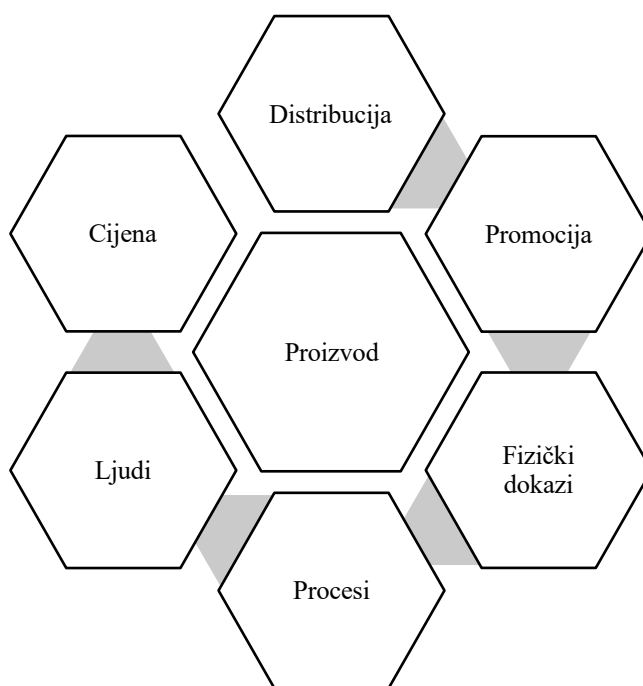 Distribucija
Cijena
Promocija
Proizvod
Ljudi
Fizički
dokazi
Procesi